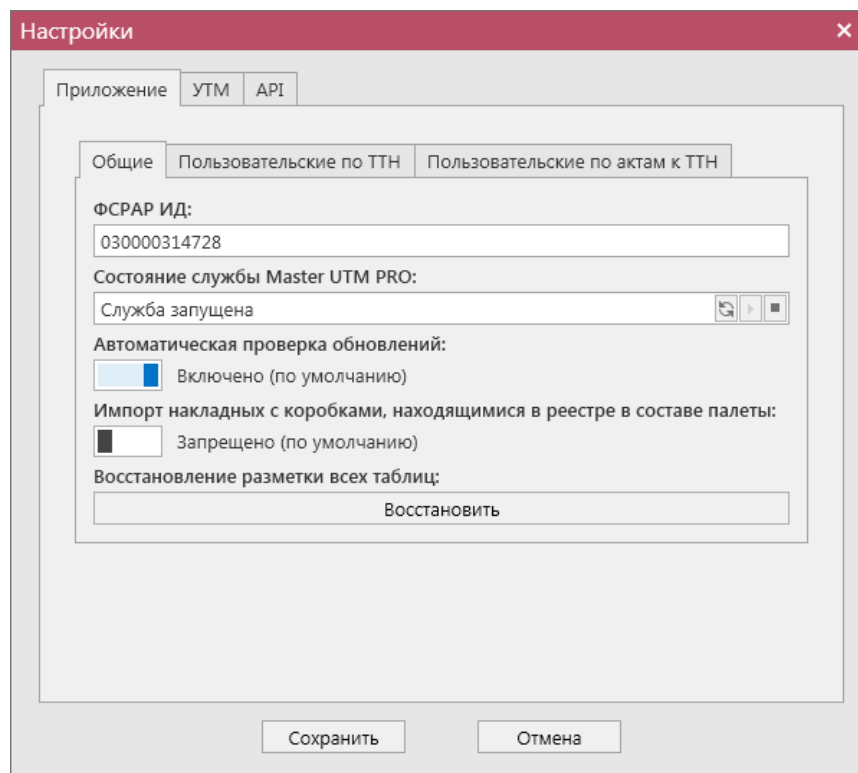 Настройки
Приложение УТМ API
Общие Пользовательские по ТТН Пользовательские по актам к ТТН
ФСРАР ИД:
030000314728
Состояние службы Master UTM PRO:
Служба запущена
Автоматическая проверка обновлений:
Включено (по умолчанию)
Импорт накладных с коробками, находящимися в реестре в составе палеты:
Запрещено (по умолчанию)
Восстановление разметки всех таблиц:
Восстановить
Сохранить Отмена